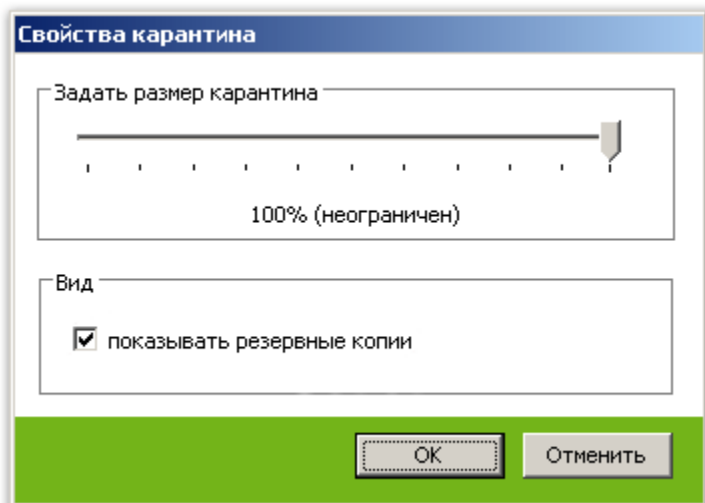 Свойства карантина
Задать размер карантина
100% (неограничен)
Вид
показывать резервные копии
OK
Отменить